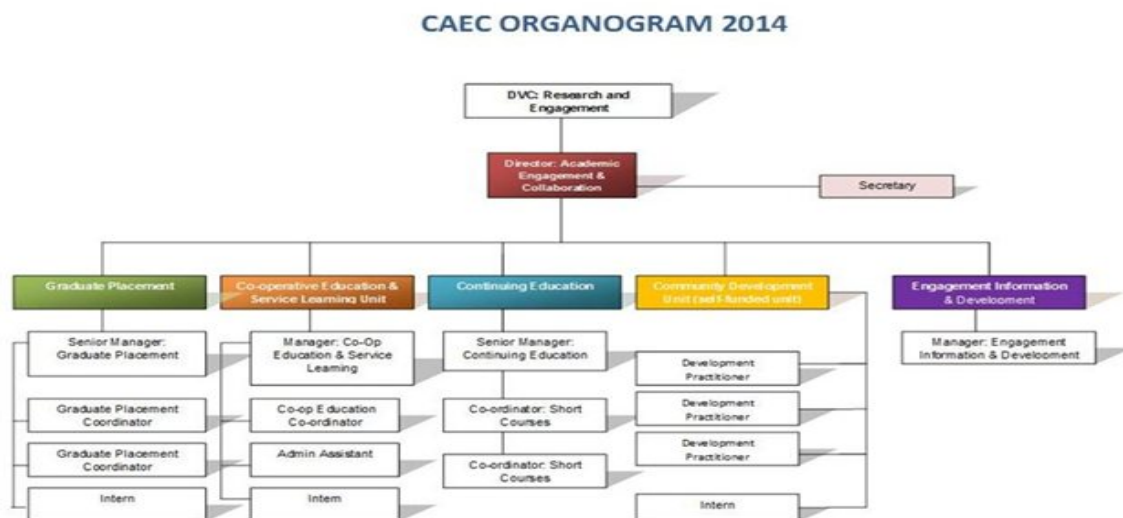 CAEC ORGANOGRAM 2014
DVC: Research and
Engagement
Director: Academic
Engagement &
Collaboration
Secretary
Graduate Placement
Co-operative Education &
Service Learning Unit
Continuing Education
Community Development
Unit (self-funded unit)
Engagement Information
& Development
Senior Manager:
Graduate Placement
Graduate Placement
Coordinator
Graduate Placement
Coordinator
Intern
Manager: Co-Op
Education & Service
Learning
Co-op Education
Co-ordinator
Admin Assistant
Intern
Senior Manager:
Continuing Education
Co-ordinator: Short
Courses
Co-ordinator: Short
Courses
Development
Practitioner
Development
Practitioner
Development
Practitioner
Intern
Manager: Engagement
Information & Development